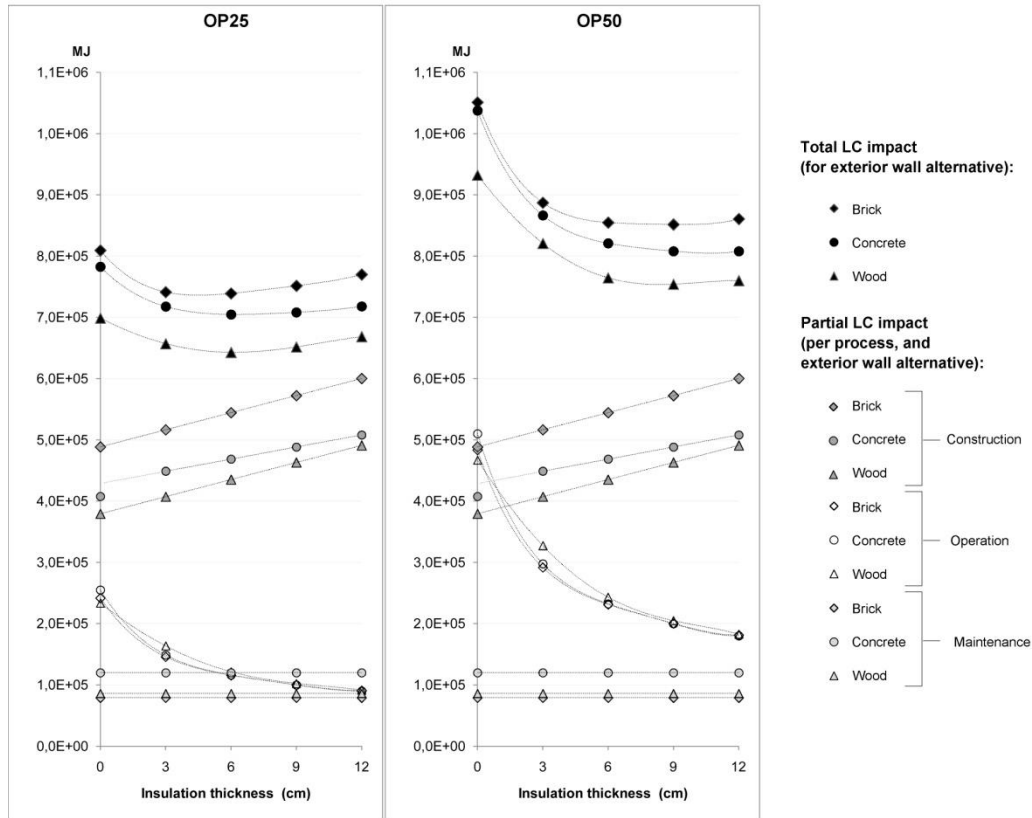 OP25
MJ
1,1E+06
1,0E+06
9,0E+05
8,0E+05
7,0E+05
6,0E+05
5,0E+05
4,0E+05
3,0E+05
2,0E+05
1,0E+05
0,0E+00
0 3 6 9 12
Insulation thickness (cm)
OP50
MJ
1,1E+06
1,0E+06
9,0E+05
8,0E+05
7,0E+05
6,0E+05
5,0E+05
4,0E+05
3,0E+05
2,0E+05
1,0E+05
0,0E+00
0 3 6 9 12
Insulation thickness (cm)
Total LC impact
(for exterior wall alternative):
Brick
Concrete
Wood
Partial LC impact
(per process, and
exterior wall alternative):
Brick
Concrete
Wood
Construction
Brick
Concrete
Wood
Operation
Brick
Concrete
Wood
Maintenance